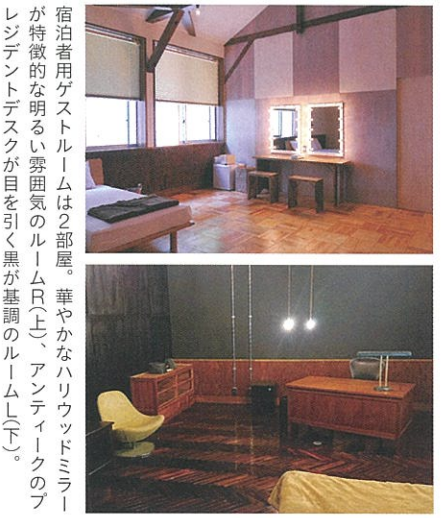 宿泊者用ゲストルームは2部屋。華やかなハリウッドミラー
が特徴的な明るい雰囲気のルームR(上)、アンティークのプ
レジデントデスクが目を引く黒が基調のルームL(下)。